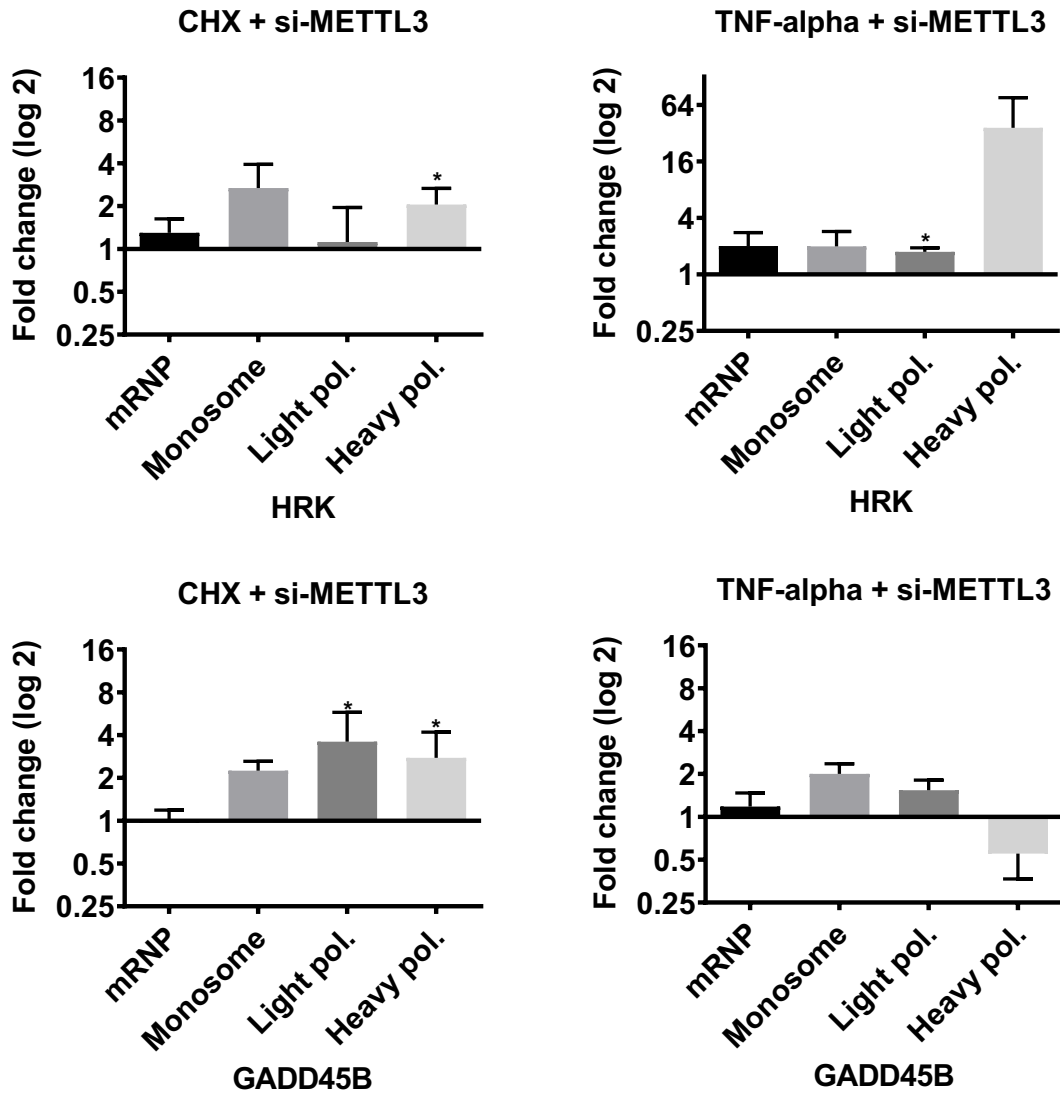 CHX + si-METTL3
Fold change (log 2)
16
8
4
2
1
0.5
0.25
*
mRNP
Monosome
Light pol.
Heavy pol.
HRK
TNF-alpha + si-METTL3
Fold change (log 2)
64
16
4
1
0.25
*
mRNP
Monosome
Light pol.
Heavy pol.
HRK
CHX + si-METTL3
Fold change (log 2)
16
8
4
2
1
0.5
0.25
*
*
mRNP
Monosome
Light pol.
Heavy pol.
GADD45B
TNF-alpha + si-METTL3
Fold change (log 2)
16
8
4
2
1
0.5
0.25
mRNP
Monosome
Light pol.
Heavy pol.
GADD45B